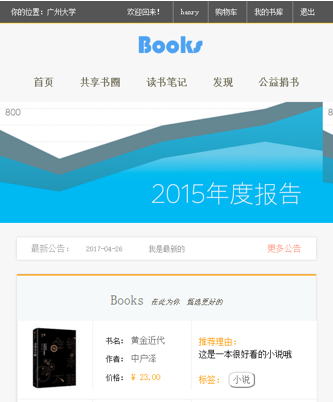 你的位置：广州大学 欢迎回来！ hanry 购物车 我的书库 退出
Books
首页 共享书圈 读书笔记 发现 公益捐书
800 8
2015年度报告
最新公告： 2017-04-26 我是最新的 更多公告
Books 在此为你 甄选更好的
书名： 黄金近代
作者： 中户泽
价格： ¥ 23.00
推荐理由：
这是一本很好看的小说哦
标签： 小说